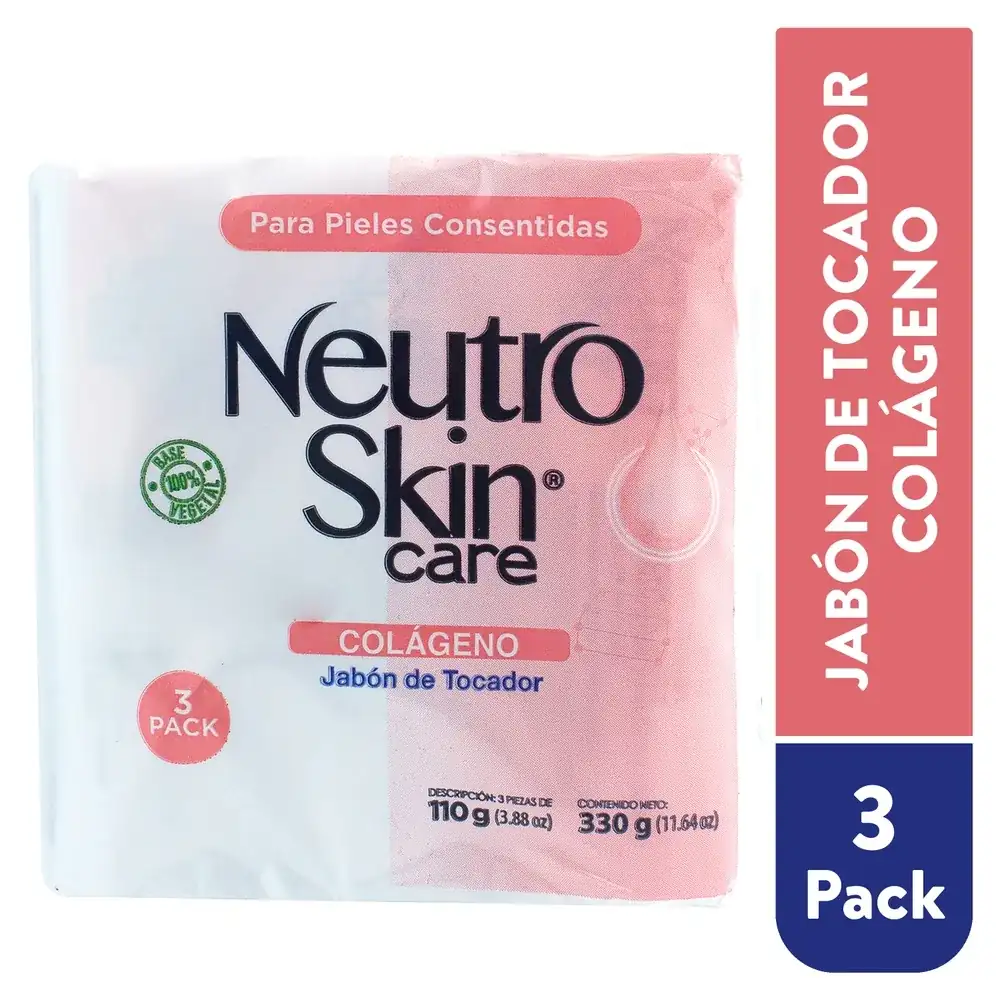 Para Pieles Consentidas
Neutro
Skin®
care
BASE
100%
VEGETAL
COLÁGENO
Jabón de Tocador
3
PACK
DESCRIPCIÓN: 3 PIEZAS DE
110 g (3.88 oz)
CONTENIDO NETO:
330 g (11.64 oz)
JABÓN DE TOCADOR
COLÁGENO
3
Pack